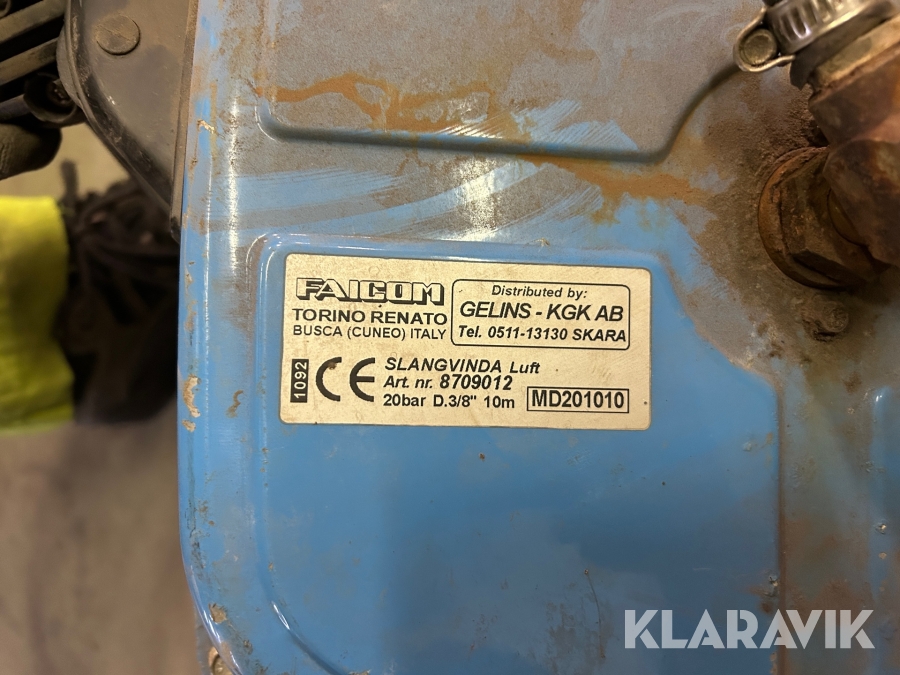 FAICOM
TORINO RENATO
BUSCA (CUNEO) ITALY
Distributed by:
GELINS - KGK AB
Tel. 0511-13130 SKARA
1092
CE
SLANGVINDA Luft
Art. nr. 8709012
20bar D.3/8" 10m
MD201010
KLARAVIK